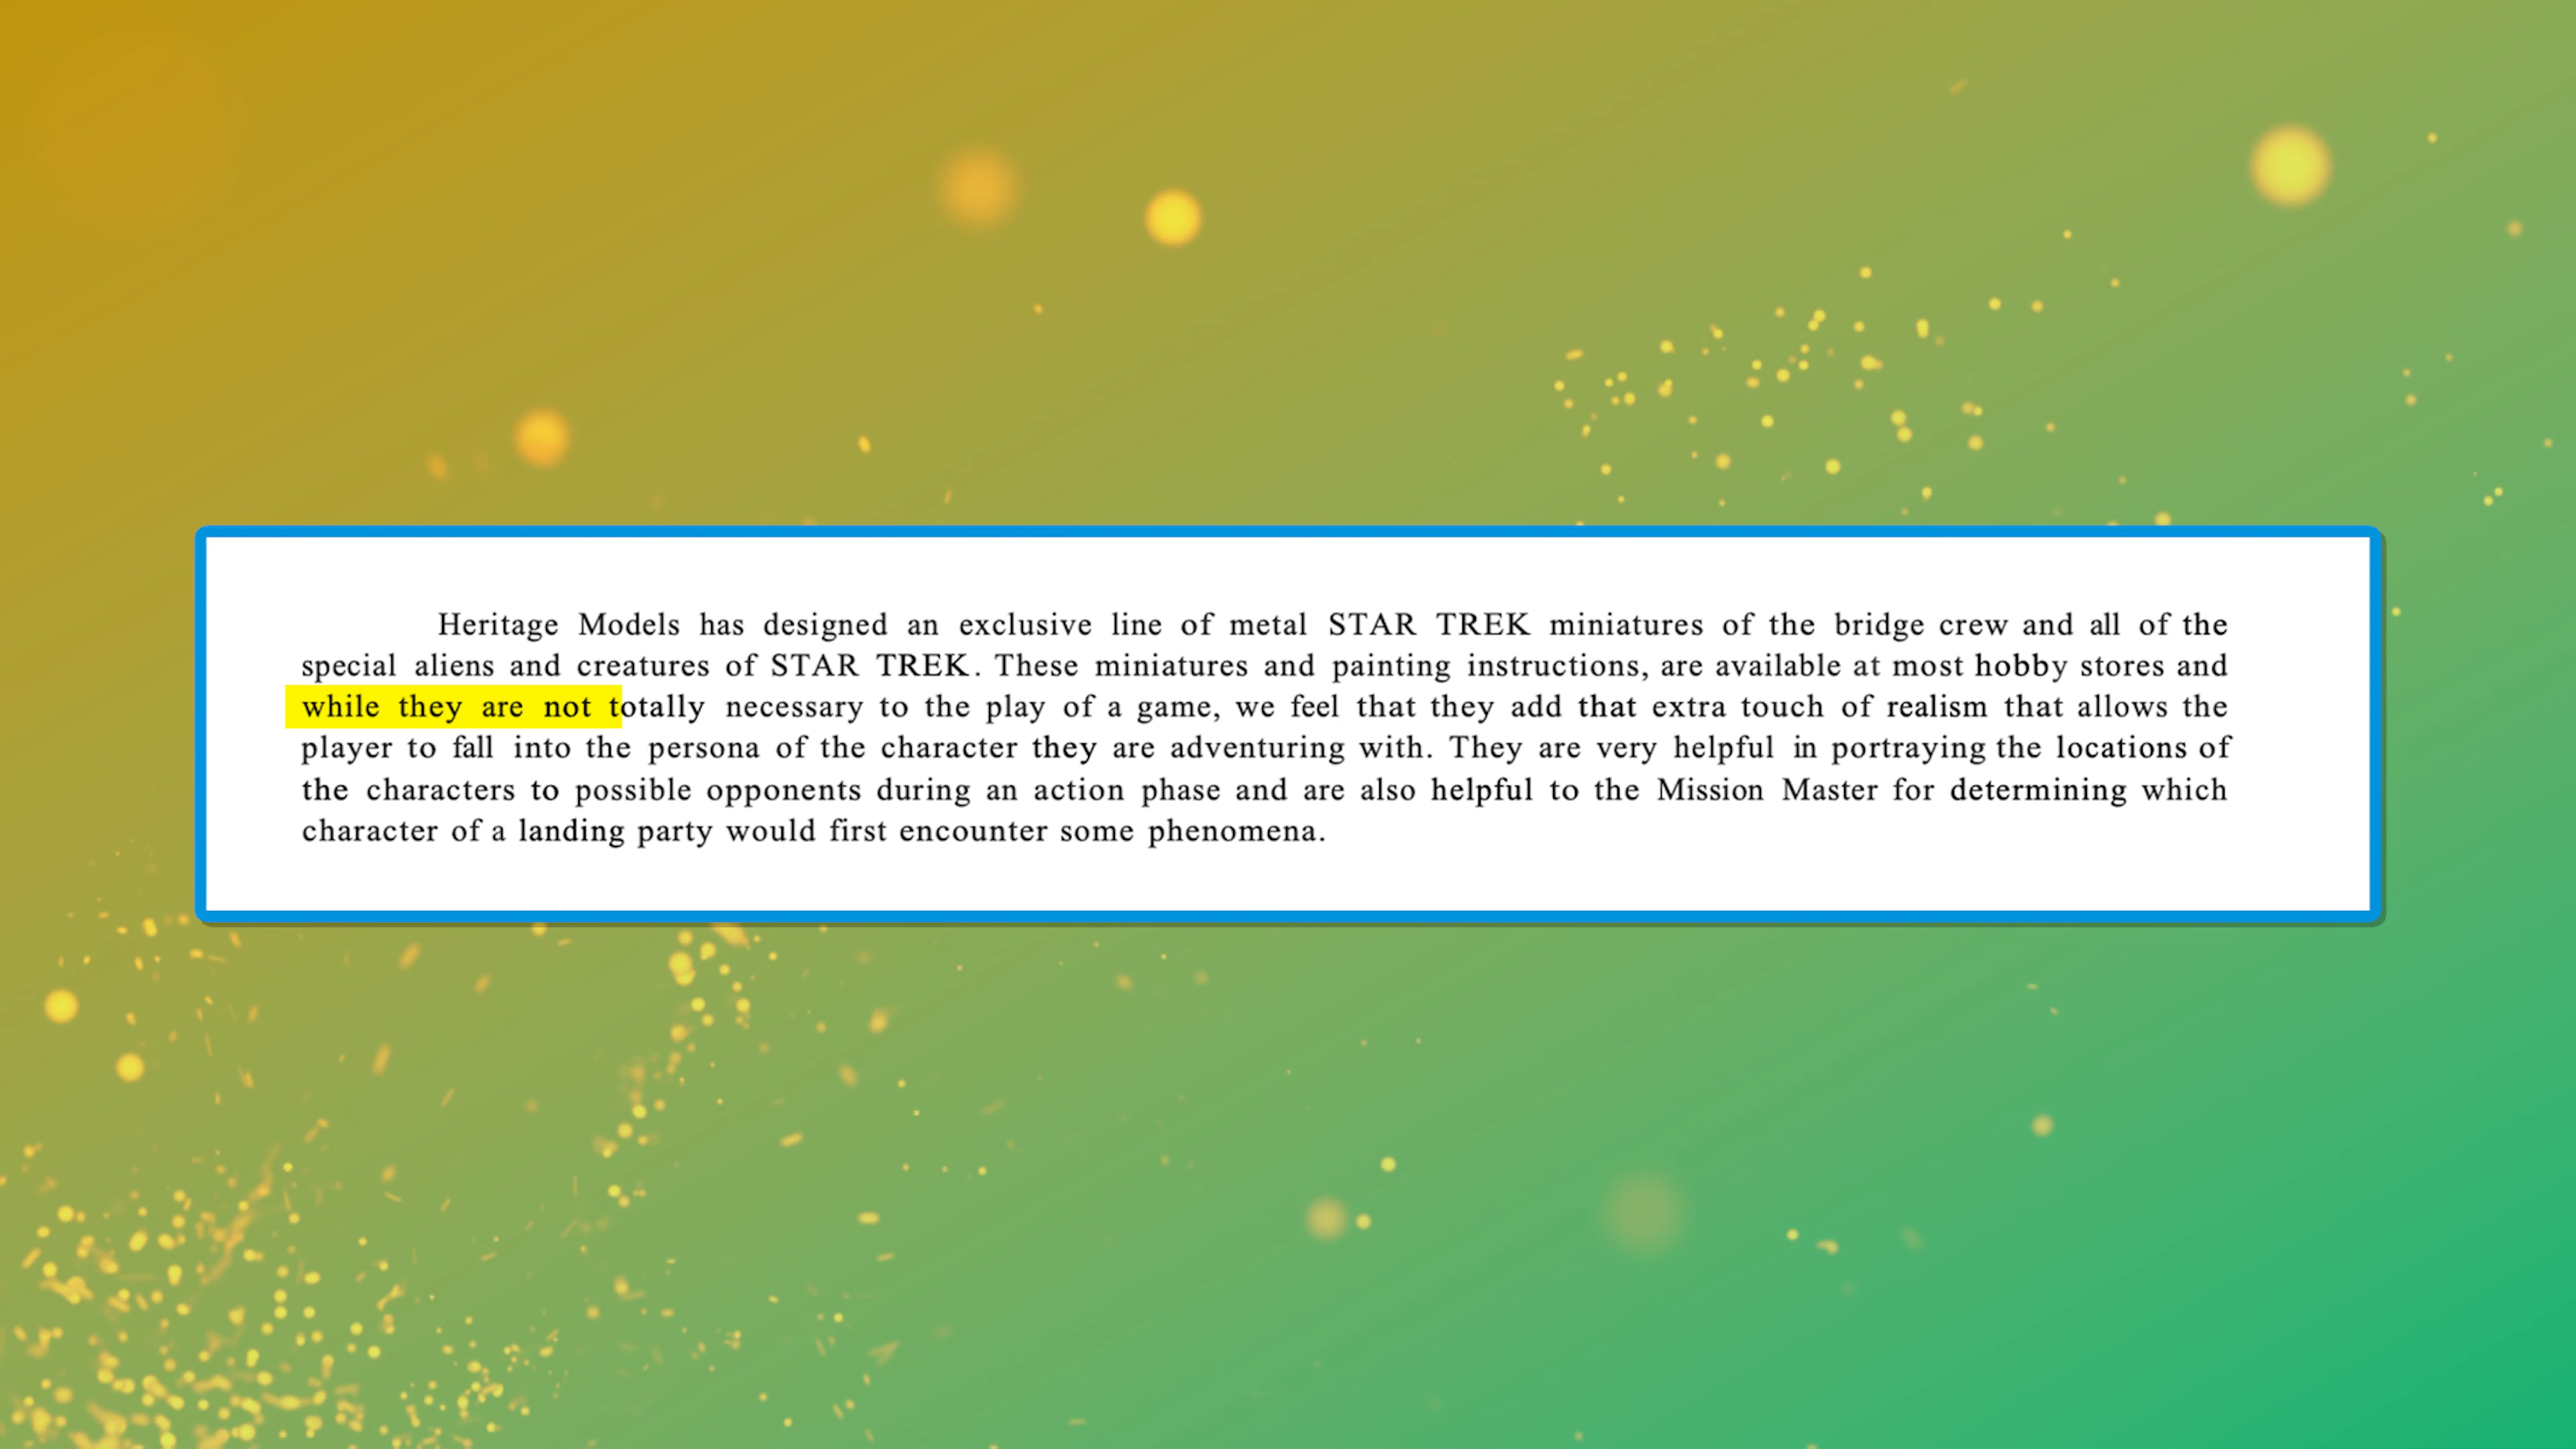 Heritage Models has designed an exclusive line of metal STAR TREK miniatures of the bridge crew and all of the
special aliens and creatures of STAR TREK. These miniatures and painting instructions, are available at most hobby stores and
while they are not totally necessary to the play of a game, we feel that they add that extra touch of realism that allows the
player to fall into the persona of the character they are adventuring with. They are very helpful in portraying the locations of
the characters to possible opponents during an action phase and are also helpful to the Mission Master for determining which
character of a landing party would first encounter some phenomena.